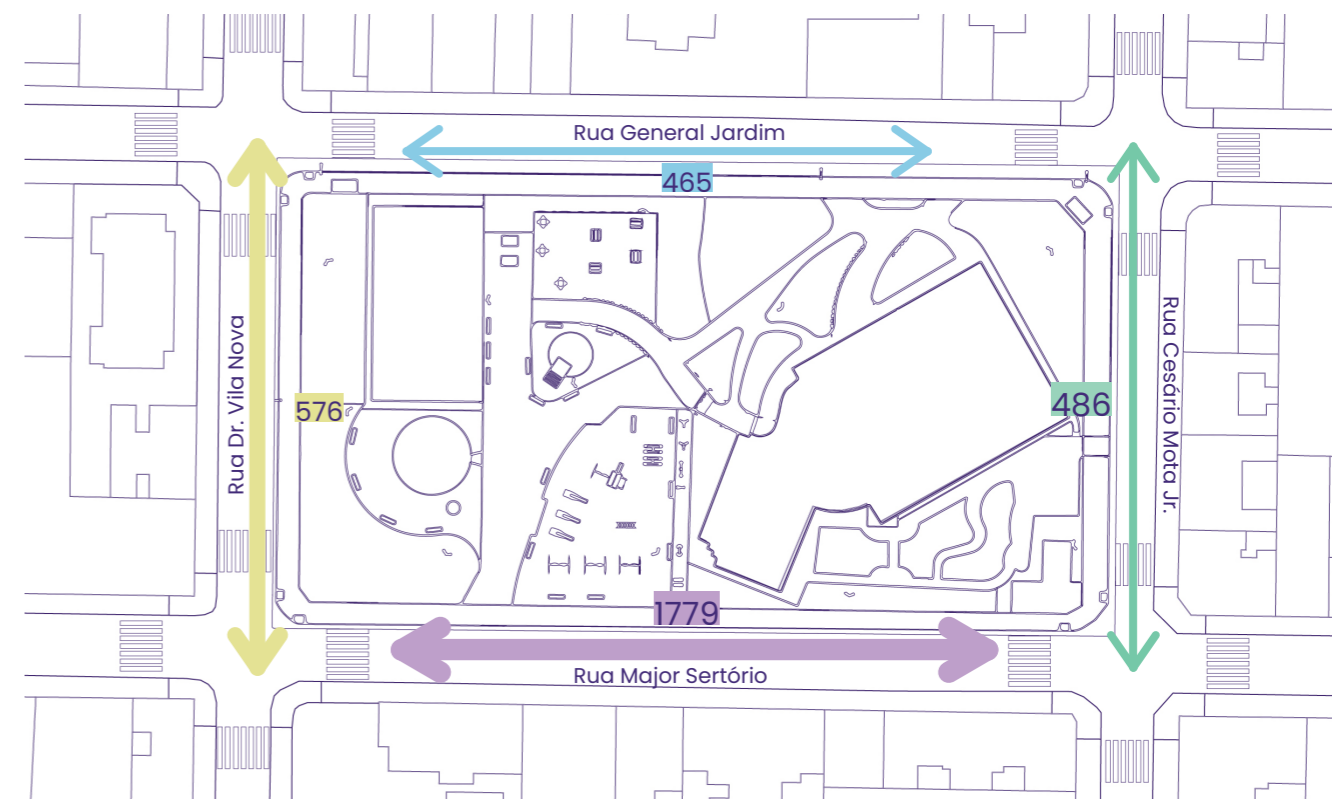 Rua General Jardim
465
Rua Dr. Vila Nova
576
486
Rua Cesário Mota Jr.
1779
Rua Major Sertório